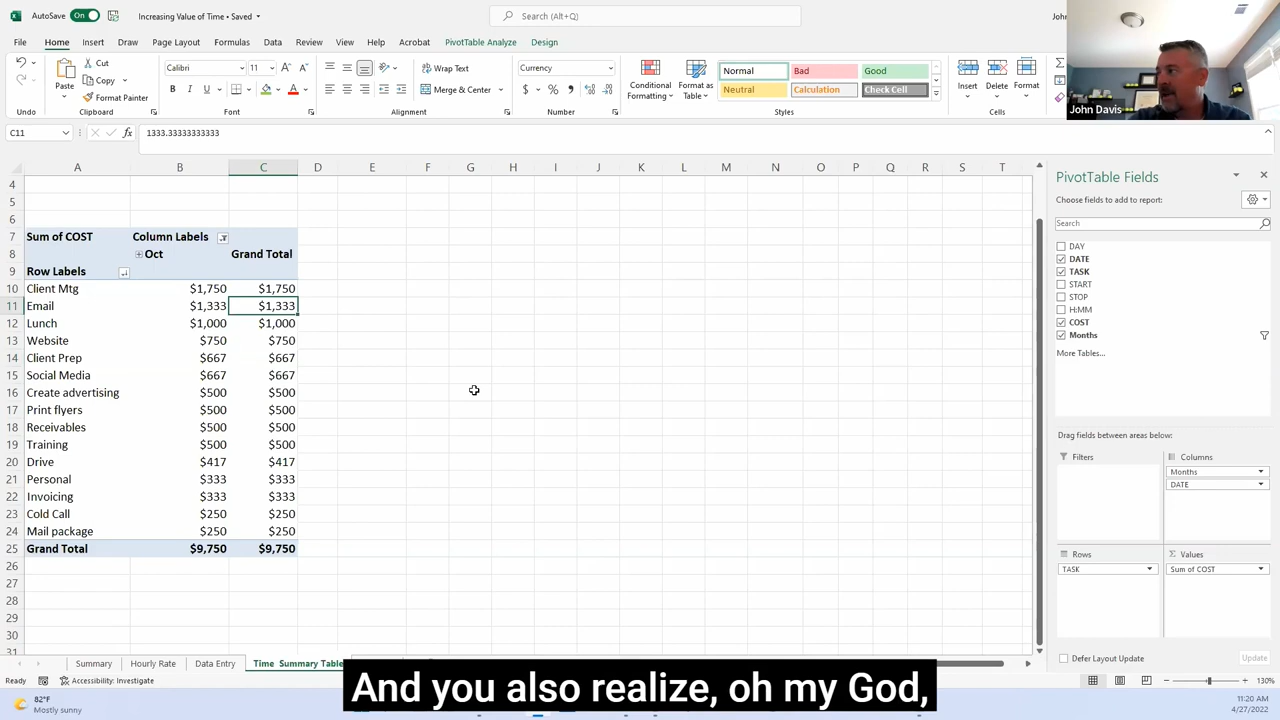 AutoSave On Increasing Value of Time • Saved Search (Alt+Q)
File Home Insert Draw Page Layout Formulas Data Review View Help Acrobat PivotTable Analyze Design
Paste Cut Calibri 11 Wrap Text Currency Conditional Formatting Format as Table Normal Bad Good Insert Delete Format
Copy
Format Painter B I U Merge & Center $ % Neutral Calculation Check Cell
Undo Clipboard Font Alignment Number Styles Cells
John Davis
C11 fx 1333.33333333333
A B C D E F G H I J K L M N O P Q R S T
4
5
6
7 Sum of COST Column Labels
8 Oct Grand Total
9 Row Labels
10 Client Mtg $1,750 $1,750
11 Email $1,333 $1,333
12 Lunch $1,000 $1,000
13 Website $750 $750
14 Client Prep $667 $667
15 Social Media $667 $667
16 Create advertising $500 $500
17 Print flyers $500 $500
18 Receivables $500 $500
19 Training $500 $500
20 Drive $417 $417
21 Personal $333 $333
22 Invoicing $333 $333
23 Cold Call $250 $250
24 Mail package $250 $250
25 Grand Total $9,750 $9,750
26
27
28
29
30
31
PivotTable Fields
Choose fields to add to report:
Search
DAY
DATE
TASK
START
STOP
H:MM
COST
Months
More Tables...
Drag fields between areas below:
Filters Columns
Months
DATE
Rows Values
TASK Sum of COST
Defer Layout Update Update
Summary Hourly Rate Data Entry Time Summary Table
Ready Accessibility: Investigate 130%
And you also realize, oh my God,
82°F
Mostly sunny
11:20 AM
4/27/2022